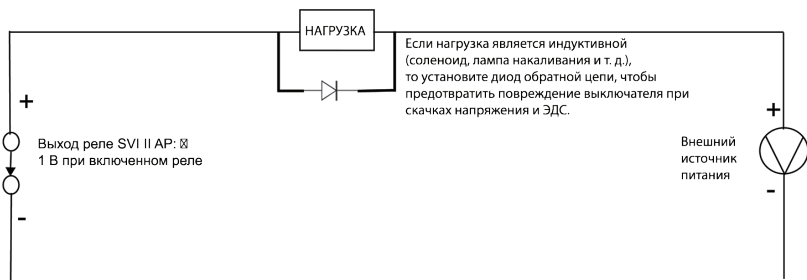 НАГРУЗКА
Если нагрузка является индуктивной
(соленоид, лампа накаливания и т. д.),
то установите диод обратной цепи, чтобы
предотвратить повреждение выключателя при
скачках напряжения и ЭДС.
+
Выход реле SVI II AP:
1 В при включенном реле
-
+
Внешний
источник
питания
-